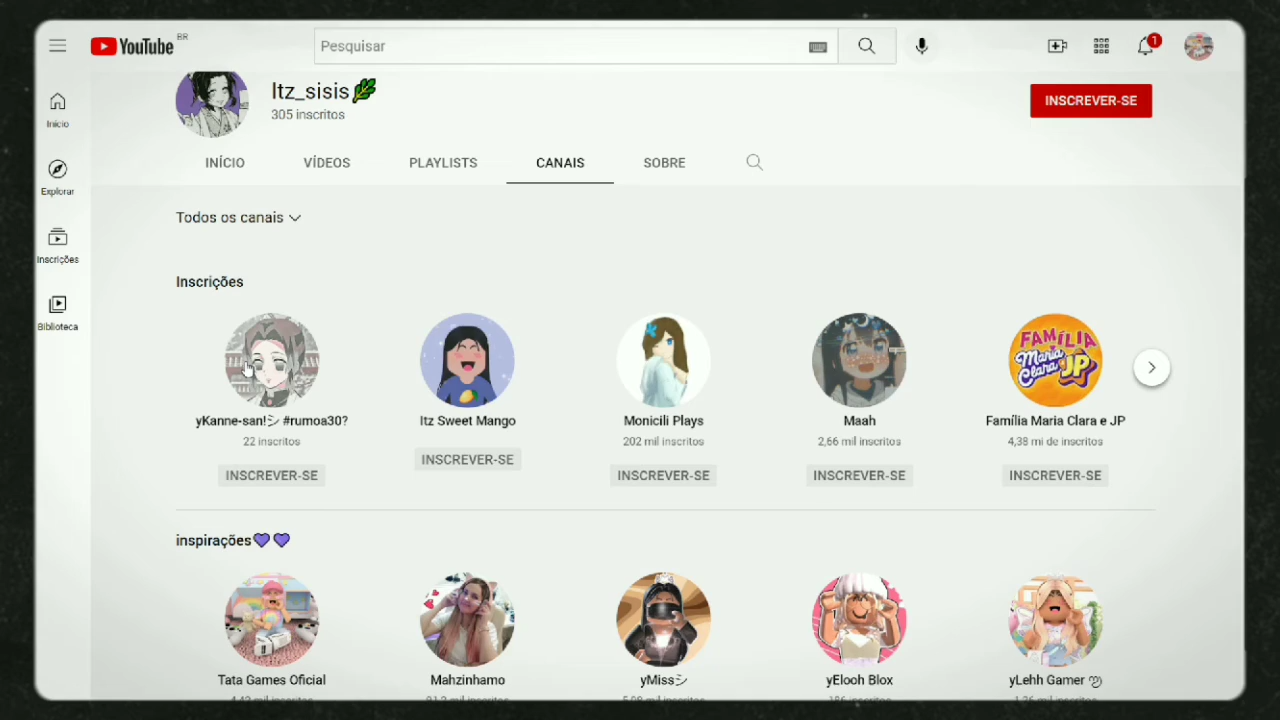 YouTube BR
Pesquisar
1
Itz_sisis🌿
305 inscritos
INSCREVER-SE
INÍCIO VÍDEOS PLAYLISTS CANAIS SOBRE
Início
Explorar
Inscrições
Biblioteca
Todos os canais
Inscrições
FAMÍLIA Maria Clara e JP
yKanne-san!シ #rumoa30? Itz Sweet Mango Monicili Plays Maah Família Maria Clara e JP
22 inscritos 202 mil inscritos 2,66 mil inscritos 4,38 mi de inscritos
INSCREVER-SE INSCREVER-SE INSCREVER-SE INSCREVER-SE INSCREVER-SE
inspirações💜💜
Tata Games Oficial Mahzinhamo yMissシ yElooh Blox yLehh Gamer ღ